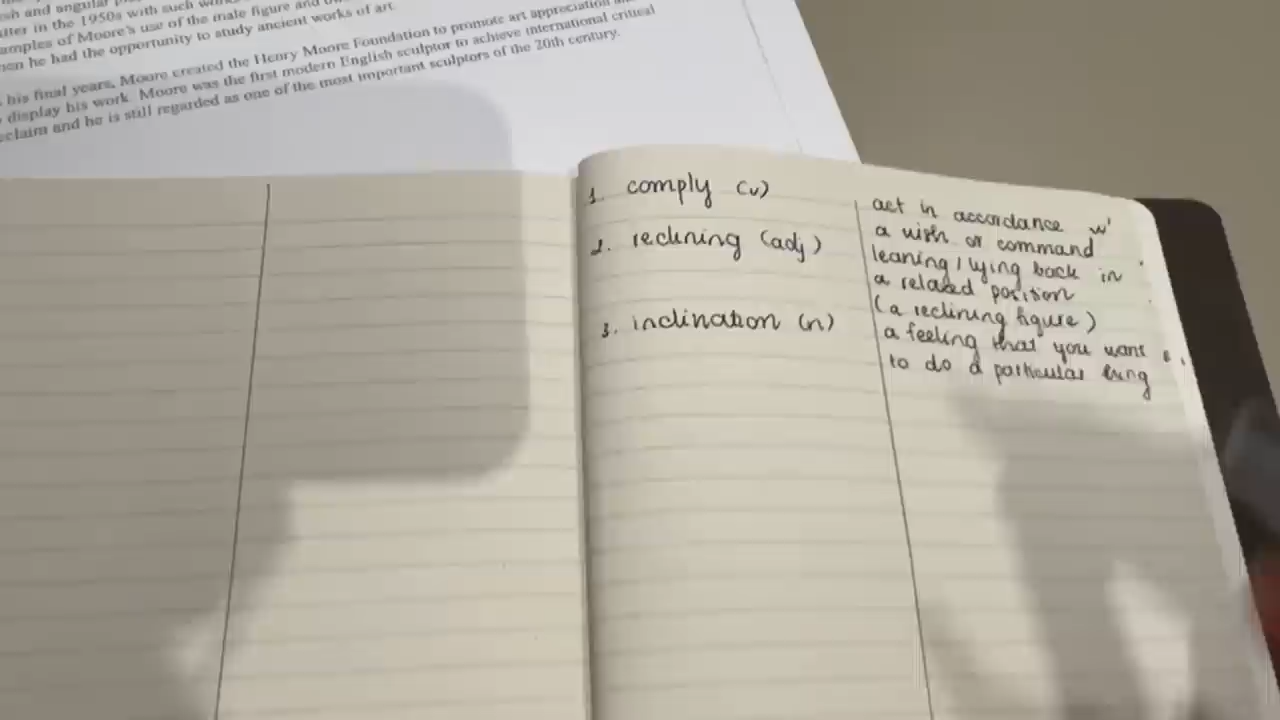 sh and angular
in the 1950s with such
amples of Moore's use of the male figure and
he had the opportunity to study ancient works of art.
his final years, Moore created the Henry Moore Foundation to promote art appreciation
display his work. Moore was the first modern English sculptor to achieve international critical
cclaim and he is still regarded as one of the most important sculptors of the 20th century.
1. comply (v)
act in accordance w'
a wish or command
2. reclining (adj)
leaning / lying back in
a relaxed position
(a reclining figure)
3. inclination (n)
a feeling that you want
to do a particular